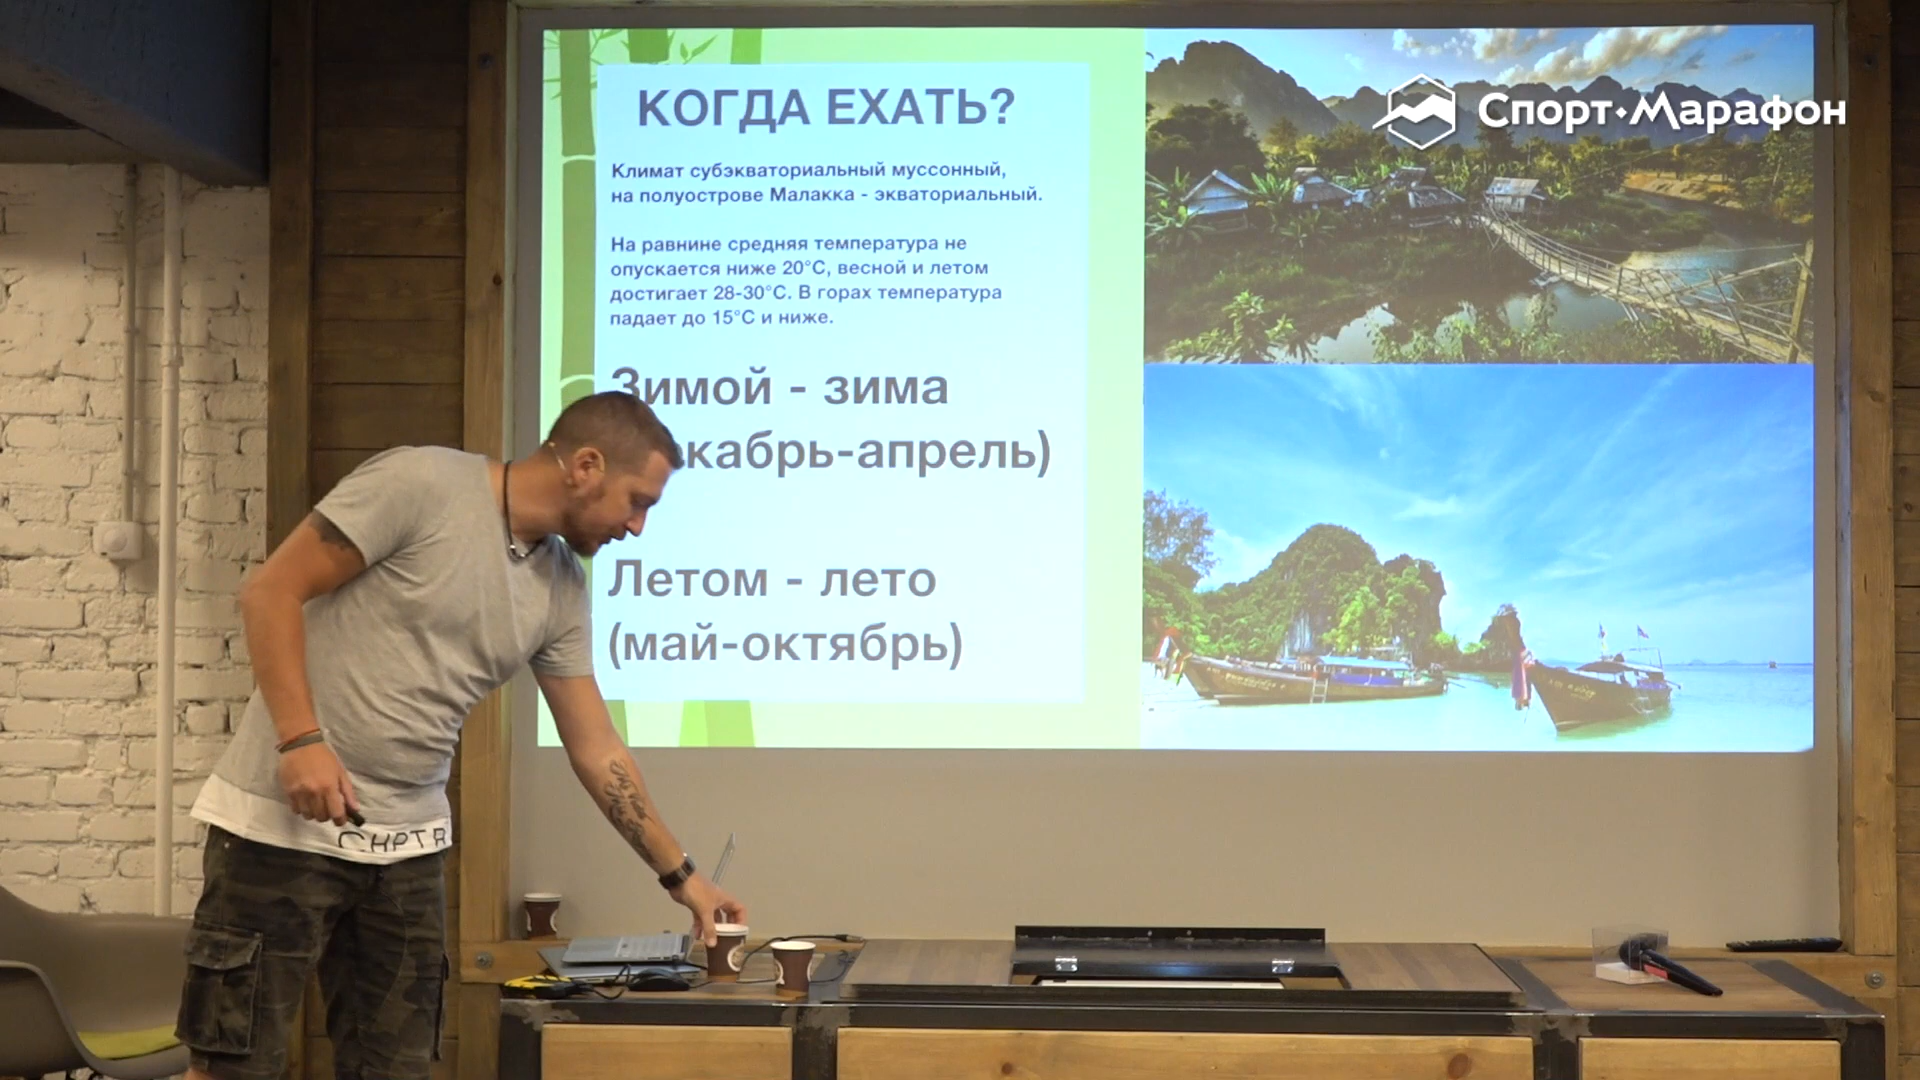 КОГДА ЕХАТЬ?
Климат субэкваториальный муссонный,
на полуострове Малакка - экваториальный.
На равнине средняя температура не
опускается ниже 20°C, весной и летом
достигает 28-30°C. В горах температура
падает до 15°C и ниже.
Зимой - зима
кабрь-апрель)
Летом - лето
(май-октябрь)
Спорт•Марафон
CHPTR